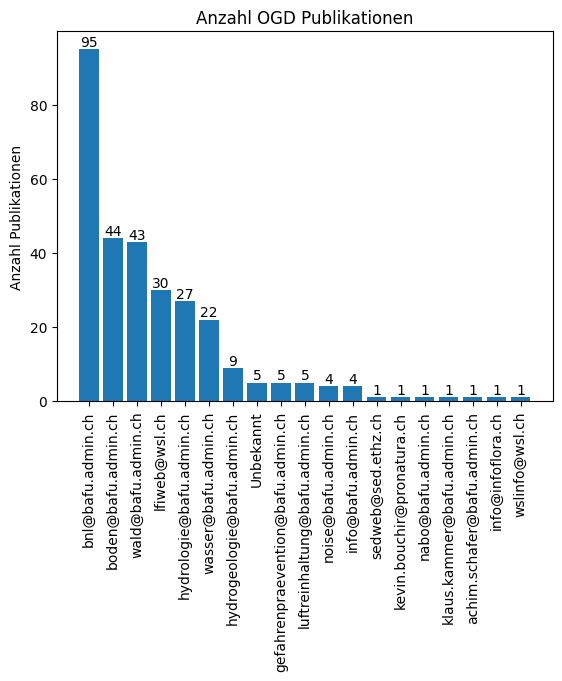 Anzahl OGD Publikationen
Anzahl Publikationen
80
60
40
20
0
95
44
43
30
27
22
9
5
5
5
4
4
1
1
1
1
1
1
1
bnl@bafu.admin.ch
boden@bafu.admin.ch
wald@bafu.admin.ch
lfiweb@wsl.ch
hydrologie@bafu.admin.ch
wasser@bafu.admin.ch
hydrogeologie@bafu.admin.ch
Unbekannt
gefahrenpraevention@bafu.admin.ch
luftreinhaltung@bafu.admin.ch
noise@bafu.admin.ch
info@bafu.admin.ch
sedweb@sed.ethz.ch
kevin.bouchir@pronatura.ch
nabo@bafu.admin.ch
klaus.kammer@bafu.admin.ch
achim.schafer@bafu.admin.ch
info@infoflora.ch
wslinfo@wsl.ch